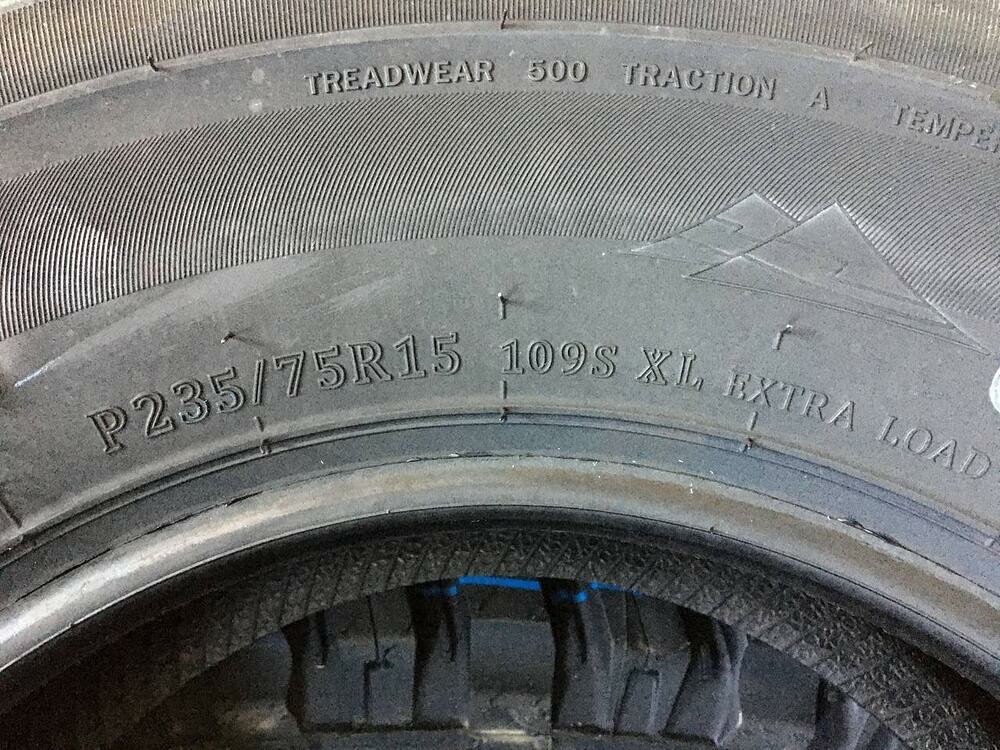 TREADWEAR 500 TRACTION A
P235/75R15 109S XL EXTRA LOAD